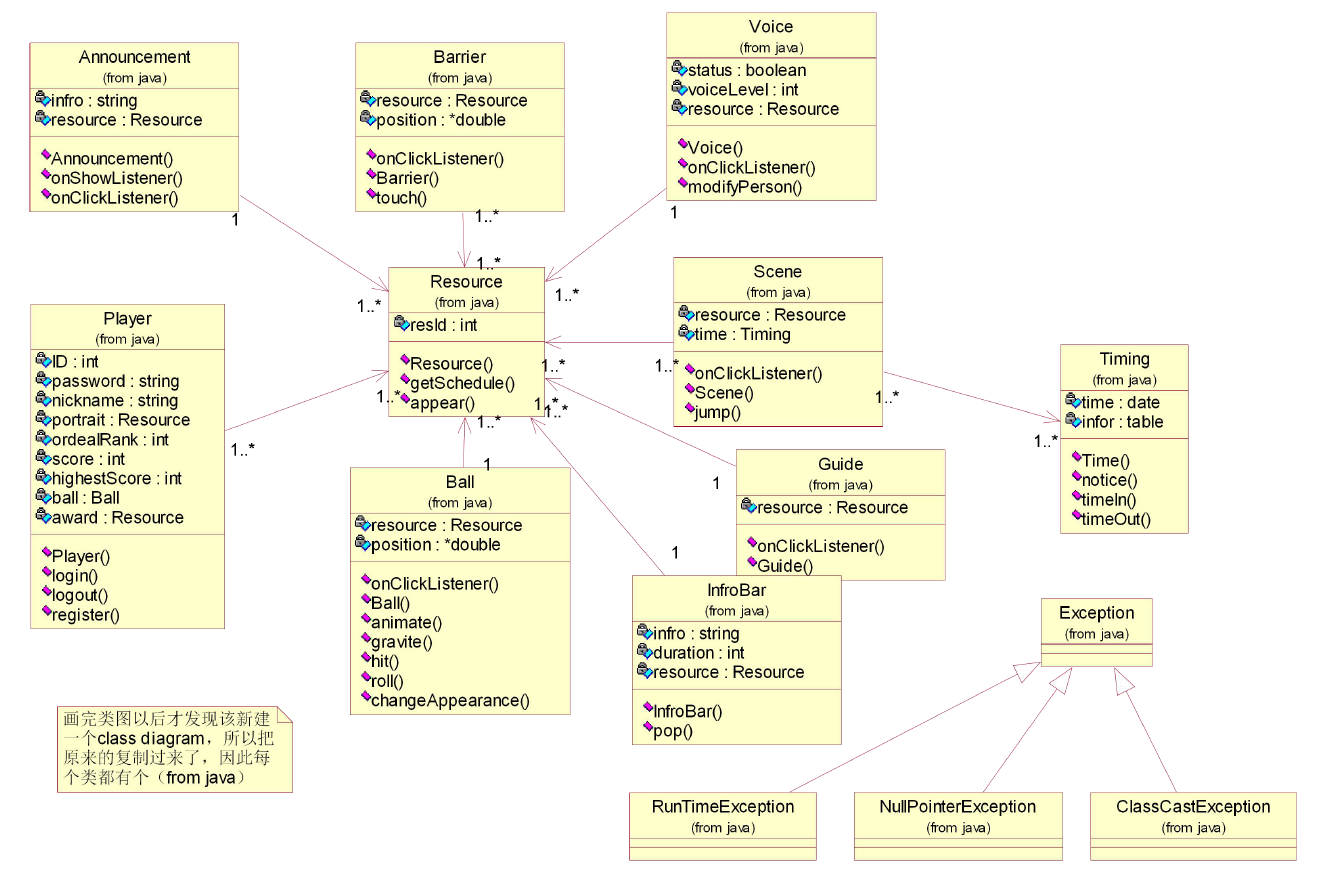 Announcement
(from java)
infro : string
resource : Resource
Announcement()
onShowListener()
onClickListener()
1
Barrier
(from java)
resource : Resource
position : *double
onClickListener()
Barrier()
touch()
1..*
1..*
Voice
(from java)
status : boolean
voiceLevel : int
resource : Resource
Voice()
onClickListener()
modifyPerson()
1
1..*
1..*
Resource
(from java)
resId : int
Resource()
getSchedule()
appear()
1..*
1..*
1..*
1..*
1..*
Scene
(from java)
resource : Resource
time : Timing
onClickListener()
Scene()
jump()
1..*
1..*
Timing
(from java)
time : date
infor : table
Time()
notice()
timeIn()
timeOut()
1..*
Player
(from java)
ID : int
password : string
nickname : string
portrait : Resource
ordealRank : int
score : int
highestScore : int
ball : Ball
award : Resource
Player()
login()
logout()
register()
1..*
1
Ball
(from java)
resource : Resource
position : *double
onClickListener()
Ball()
animate()
gravite()
hit()
roll()
changeAppearance()
Guide
(from java)
resource : Resource
onClickListener()
Guide()
1
1
InfroBar
(from java)
infro : string
duration : int
resource : Resource
InfroBar()
pop()
Exception
(from java)
RunTimeException
(from java)
NullPointerException
(from java)
ClassCastException
(from java)
画完类图以后才发现该新建
一个class diagram，所以把
原来的复制过来了，因此每
个类都有个（from java）